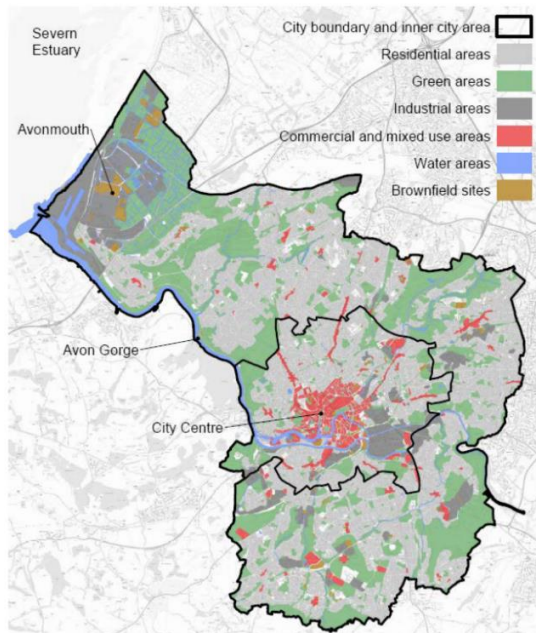 Severn
Estuary
City boundary and inner city area
Residential areas
Green areas
Industrial areas
Commercial and mixed use areas
Water areas
Brownfield sites
Avonmouth
Avon Gorge
City Centre